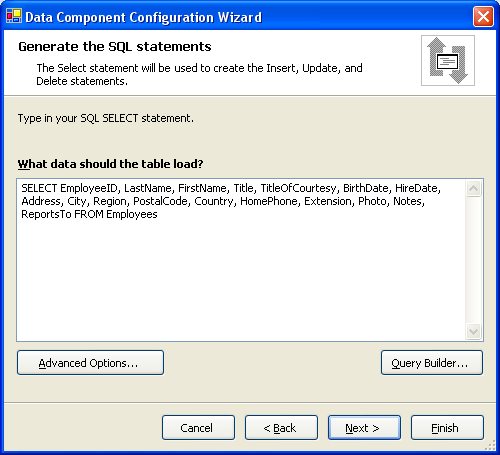 Data Component Configuration Wizard
Generate the SQL statements
The Select statement will be used to create the Insert, Update, and
Delete statements.
Type in your SQL SELECT statement.
What data should the table load?
SELECT EmployeeID, LastName, FirstName, Title, TitleOfCourtesy, BirthDate, HireDate,
Address, City, Region, PostalCode, Country, HomePhone, Extension, Photo, Notes,
ReportsTo FROM Employees
Advanced Options...
Query Builder...
Cancel
< Back
Next >
Finish